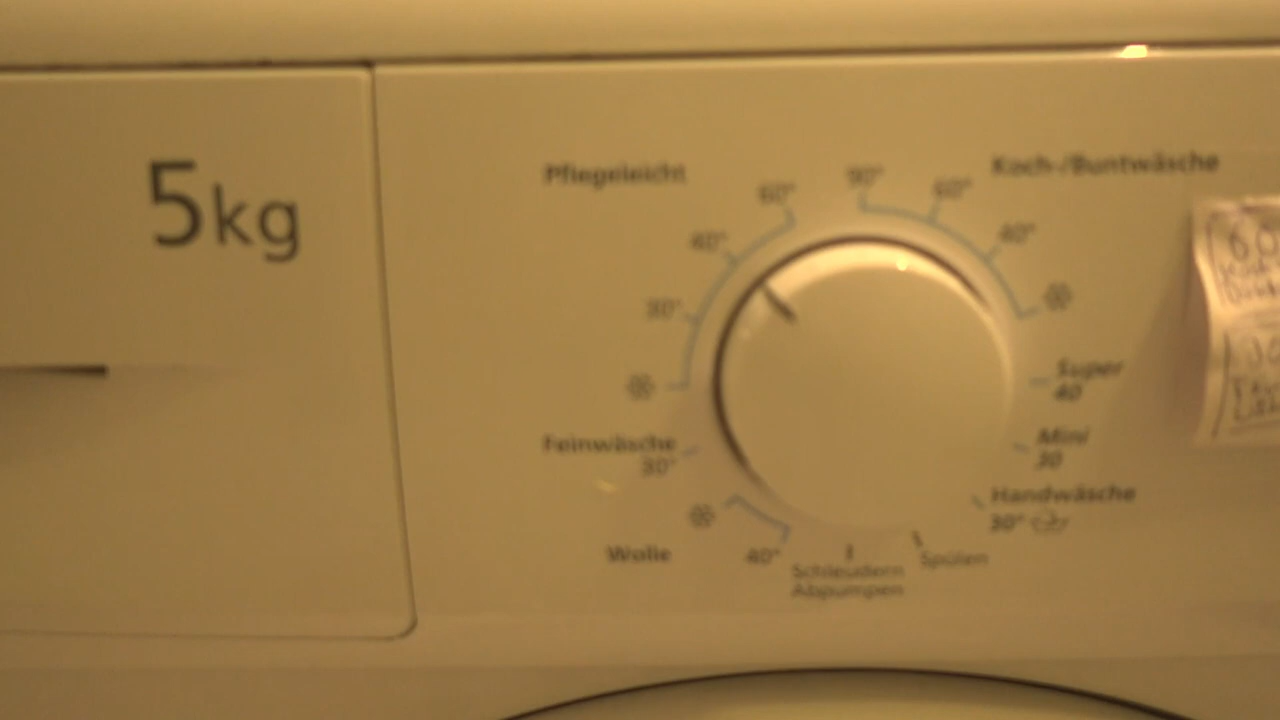 5kg
Pflegeleicht
60°
40°
30°
Feinwäsche
30°
Wolle
40°
Schleudern
Abpumpen
Spülen
90°
60°
40°
Koch-/Buntwäsche
Super
40
Mini
30
Handwäsche
30°